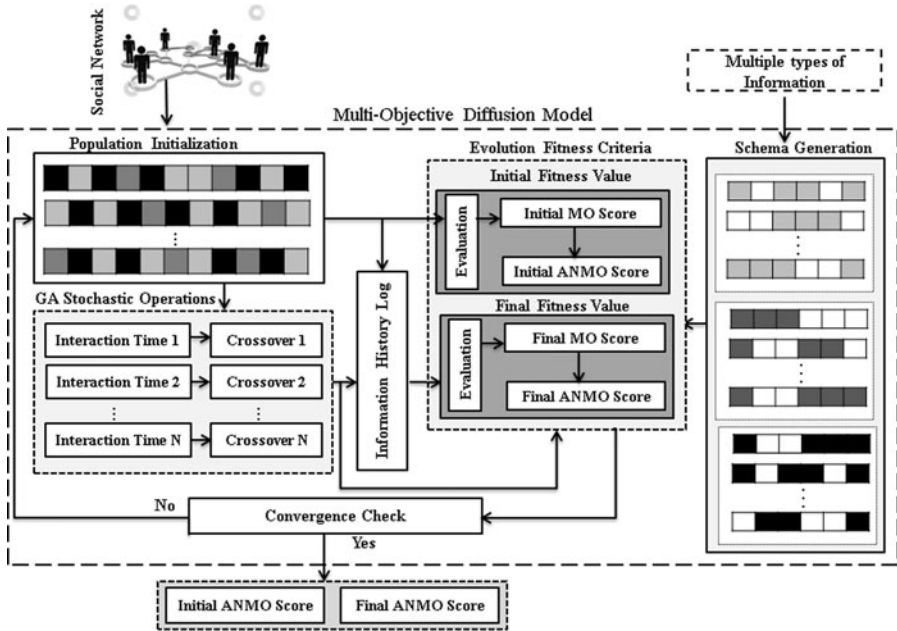 Social Network
Multiple types of
Information
Multi-Objective Diffusion Model
Population Initialization
Evolution Fitness Criteria
Schema Generation
Initial Fitness Value
Evaluation
Initial MO Score
Initial ANMO Score
GA Stochastic Operations
Information History Log
Final Fitness Value
Evaluation
Final MO Score
Final ANMO Score
Interaction Time 1
Crossover 1
Interaction Time 2
Crossover 2
Interaction Time N
Crossover N
No
Convergence Check
Yes
Initial ANMO Score
Final ANMO Score